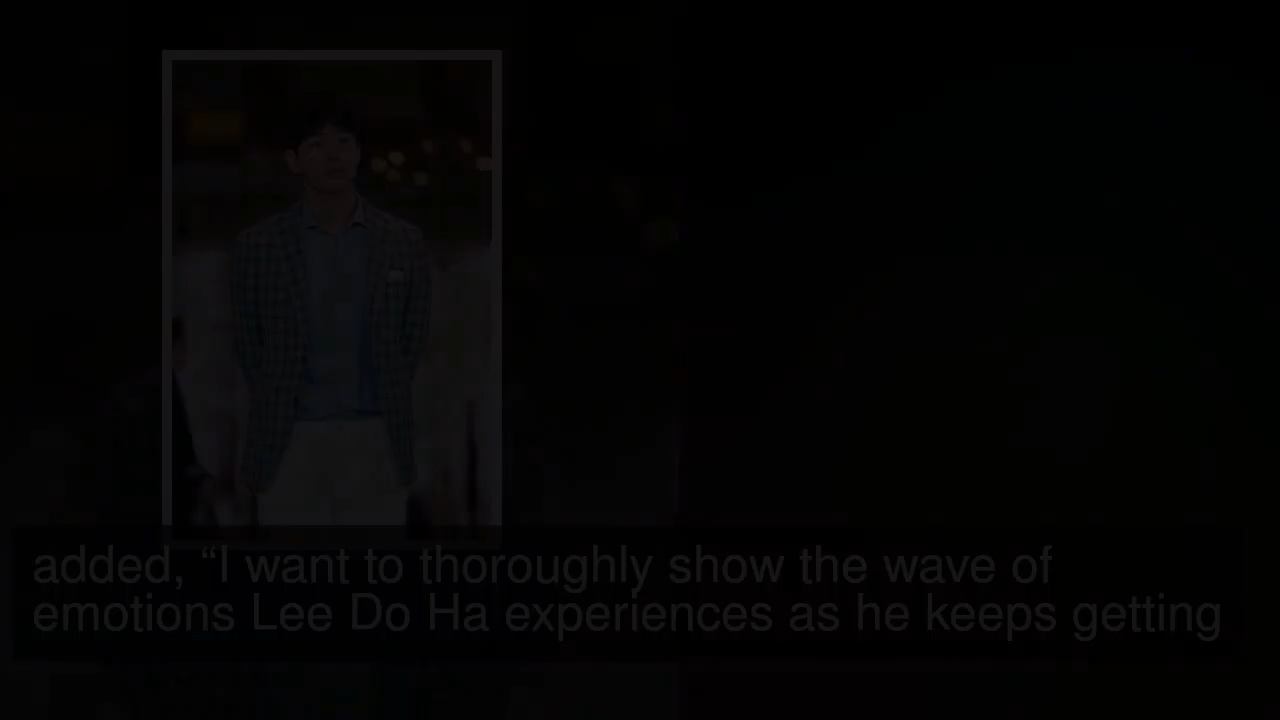 added, “I want to thoroughly show the wave of
emotions Lee Do Ha experiences as he keeps getting